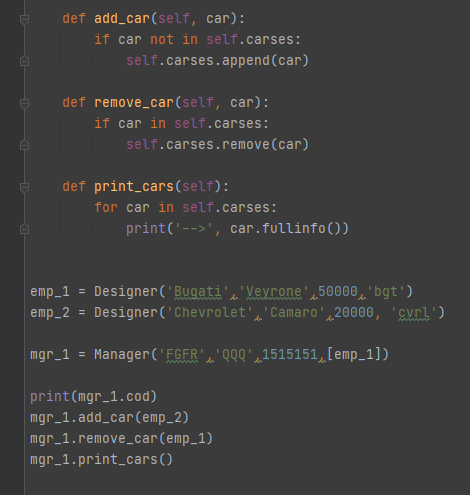 def add_car(self, car):
if car not in self.carses:
self.carses.append(car)
def remove_car(self, car):
if car in self.carses:
self.carses.remove(car)
def print_cars(self):
for car in self.carses:
print('-->', car.fullinfo())
emp_1 = Designer('Bugati','Veyrone',50000,'bgt')
emp_2 = Designer('Chevrolet','Camaro',20000, 'cvrl')
mgr_1 = Manager('FGFR','QQQ',1515151,[emp_1])
print(mgr_1.cod)
mgr_1.add_car(emp_2)
mgr_1.remove_car(emp_1)
mgr_1.print_cars()